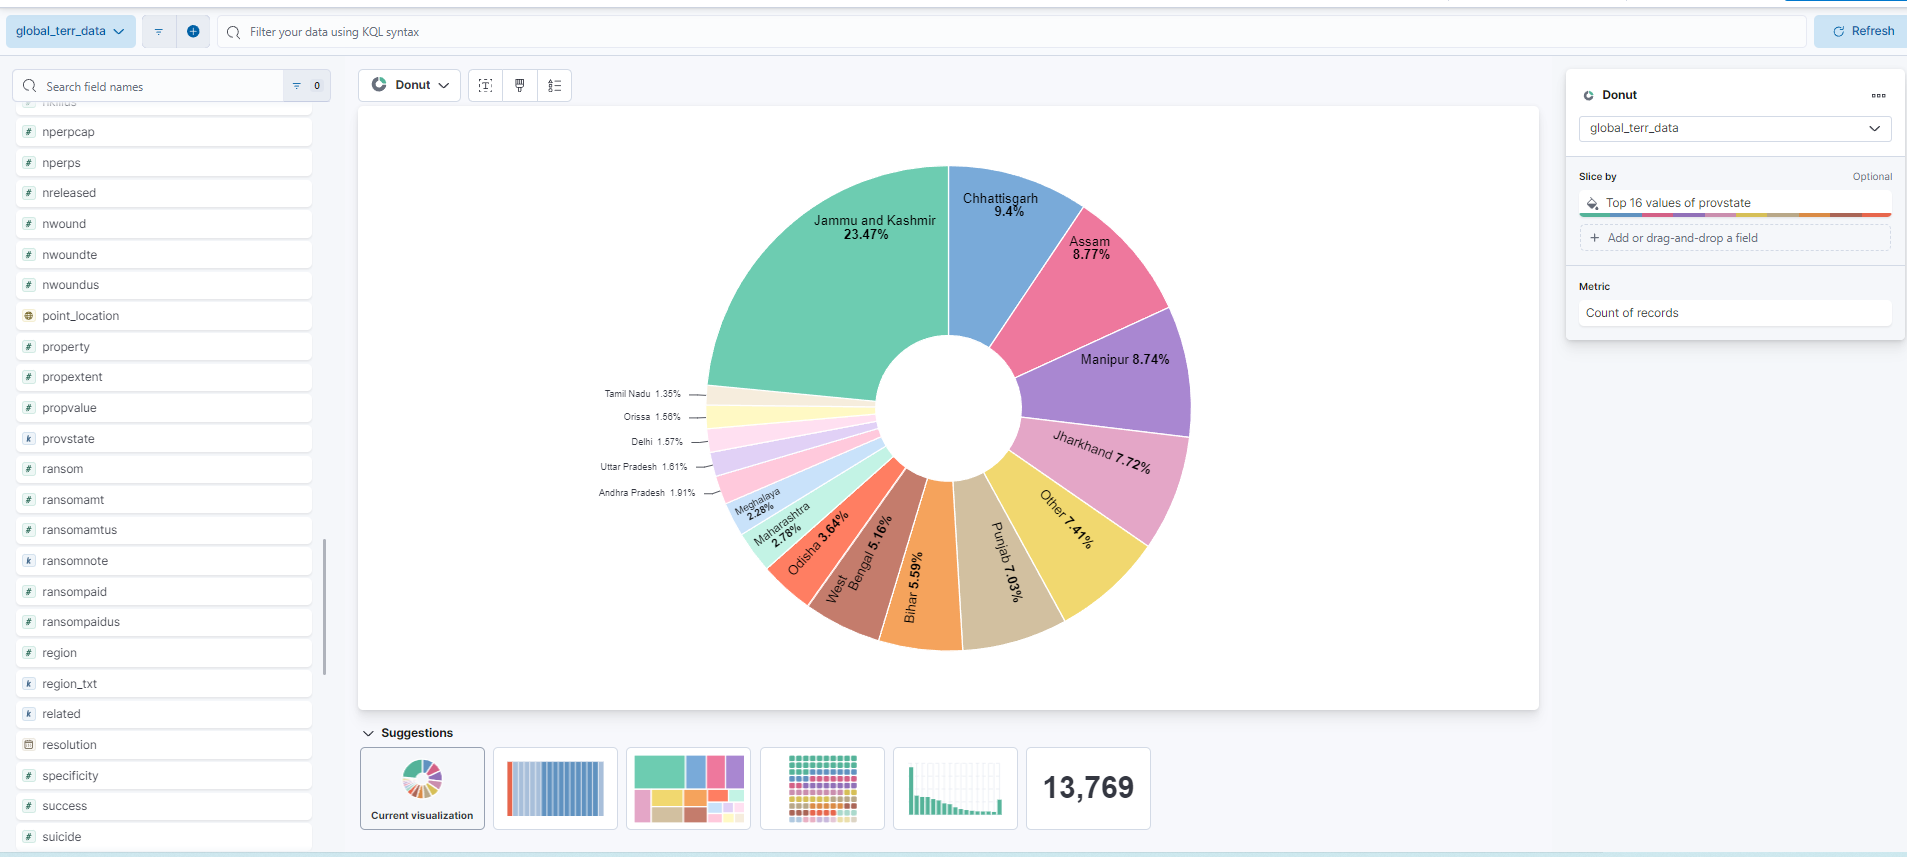 global_terr_data
Filter your data using KQL syntax
Refresh
Search field names
0
nperpcap
nperps
nreleased
nwound
nwoundte
nwoundus
point_location
property
propextent
propvalue
provstate
ransom
ransomamt
ransomamtus
ransomnote
ransompaid
ransompaidus
region
region_txt
related
resolution
specificity
success
suicide
Donut
Jammu and Kashmir
23.47%
Chhattisgarh
9.4%
Assam
8.77%
Manipur 8.74%
Jharkhand 7.72%
Other 7.41%
Punjab 7.03%
Bihar 5.59%
West
Bengal 5.16%
Odisha 3.64%
Maharashtra
2.78%
Meghalaya
2.28%
Andhra Pradesh 1.91%
Uttar Pradesh 1.61%
Delhi 1.57%
Orissa 1.56%
Tamil Nadu 1.35%
Suggestions
Current visualization
13,769
Donut
global_terr_data
Slice by
Optional
Top 16 values of provstate
Add or drag-and-drop a field
Metric
Count of records